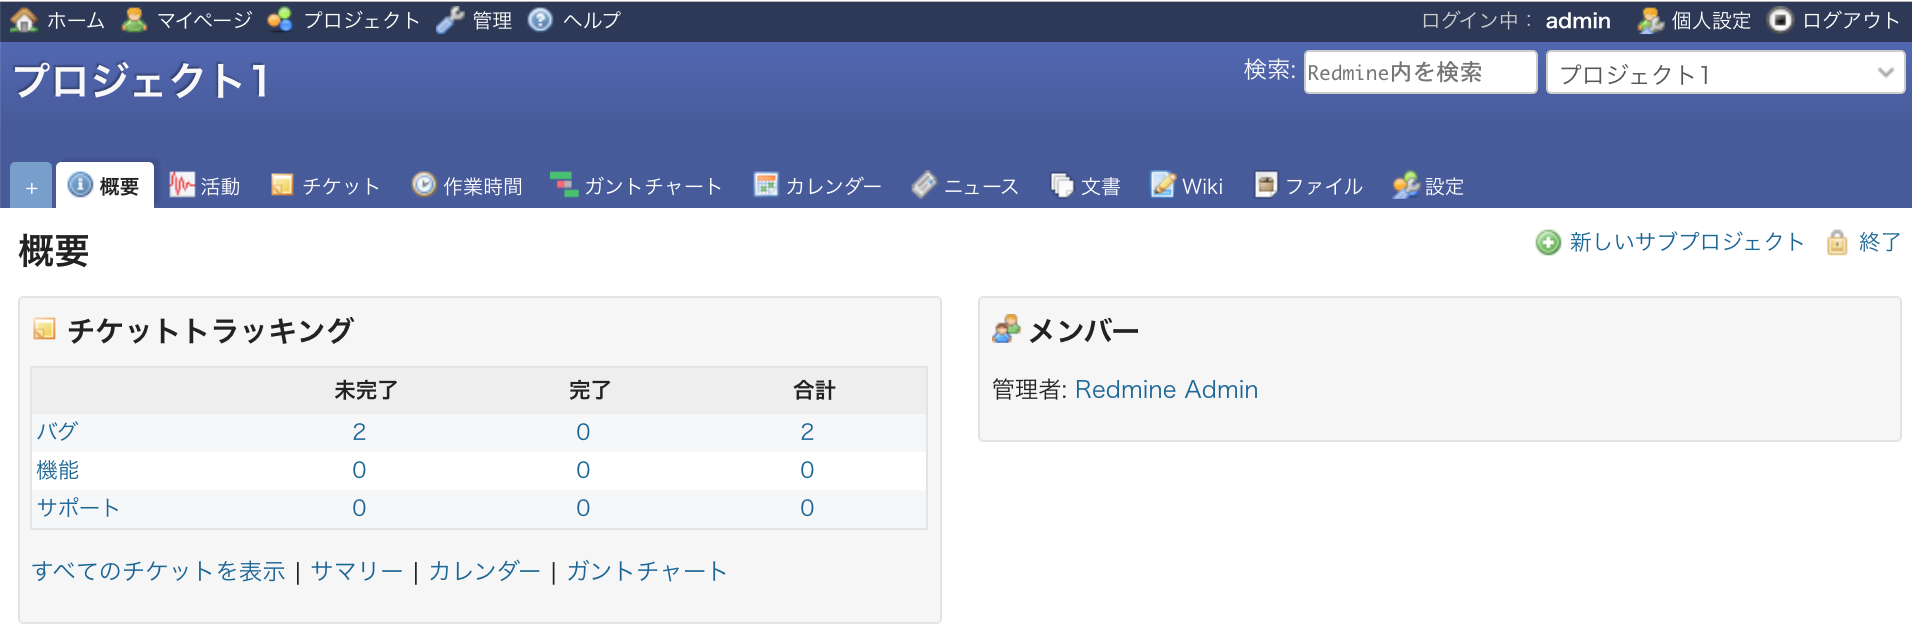 ホーム マイページ プロジェクト 管理 ヘルプ ログイン中： admin 個人設定 ログアウト
プロジェクト1 検索: Redmine内を検索 プロジェクト1
+ 概要 活動 チケット 作業時間 ガントチャート カレンダー ニュース 文書 Wiki ファイル 設定
概要 新しいサブプロジェクト 終了
チケットトラッキング
未完了 完了 合計
バグ 2 0 2
機能 0 0 0
サポート 0 0 0
すべてのチケットを表示 | サマリー | カレンダー | ガントチャート
メンバー
管理者: Redmine Admin